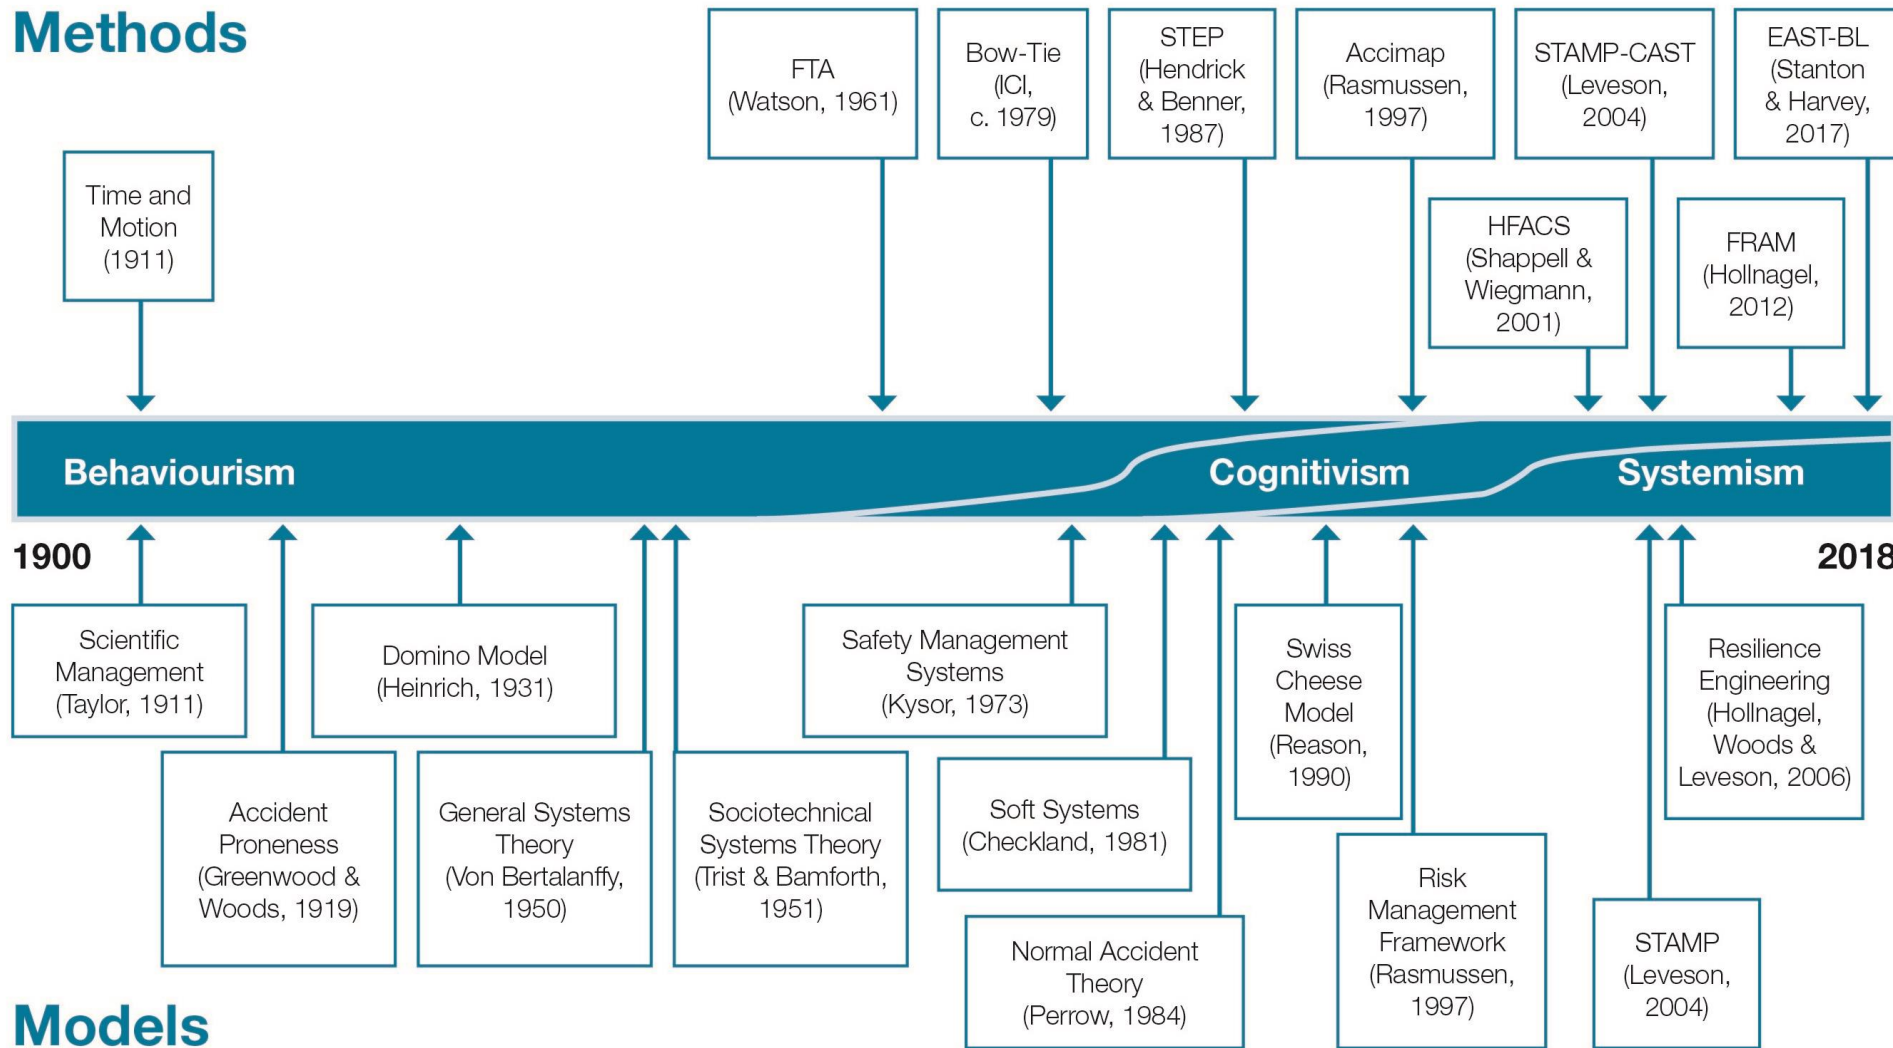 Methods
FTA
(Watson, 1961)
Bow-Tie
(ICI,
c. 1979)
STEP
(Hendrick
& Benner,
1987)
Accimap
(Rasmussen,
1997)
STAMP-CAST
(Leveson,
2004)
EAST-BL
(Stanton
& Harvey,
2017)
Time and
Motion
(1911)
HFACS
(Shappell &
Wiegmann,
2001)
FRAM
(Hollnagel,
2012)
Behaviourism
Cognitivism
Systemism
1900
2018
Scientific
Management
(Taylor, 1911)
Domino Model
(Heinrich, 1931)
Safety Management
Systems
(Kysor, 1973)
Swiss
Cheese
Model
(Reason,
1990)
Resilience
Engineering
(Hollnagel,
Woods &
Leveson, 2006)
Accident
Proneness
(Greenwood &
Woods, 1919)
General Systems
Theory
(Von Bertalanffy,
1950)
Sociotechnical
Systems Theory
(Trist & Bamforth,
1951)
Soft Systems
(Checkland, 1981)
Risk
Management
Framework
(Rasmussen,
1997)
Normal Accident
Theory
(Perrow, 1984)
STAMP
(Leveson,
2004)
Models